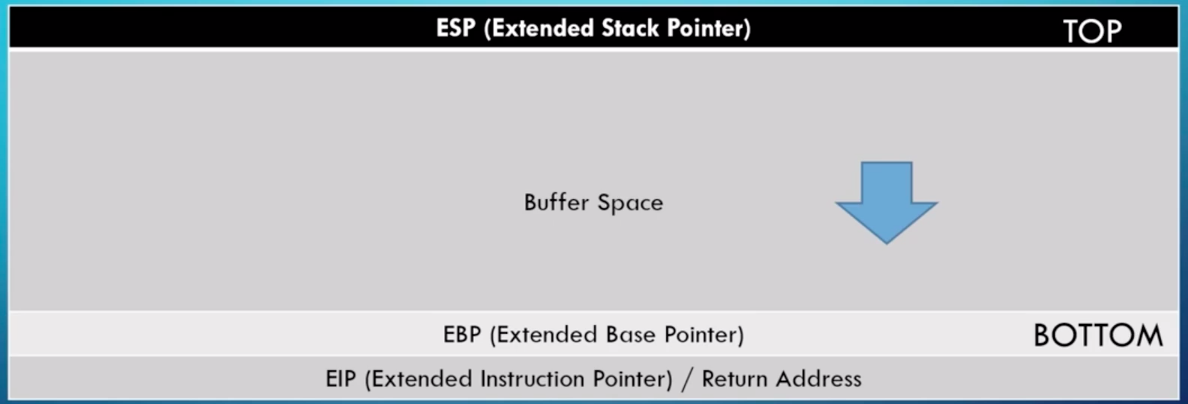 ESP (Extended Stack Pointer) TOP
Buffer Space
EBP (Extended Base Pointer) BOTTOM
EIP (Extended Instruction Pointer) / Return Address